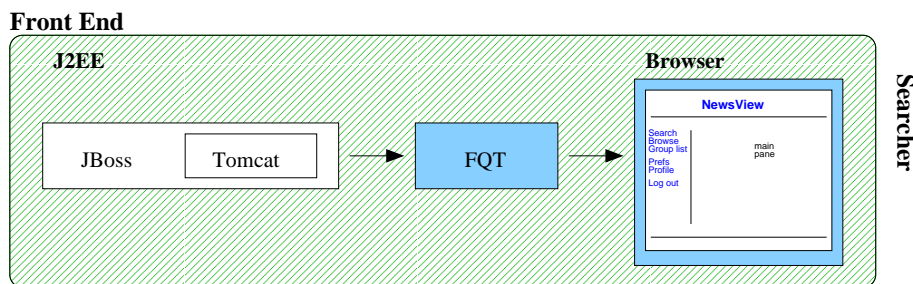 Front End
J2EE
Browser
Searcher
NewsView
Search
Browse
Group list
Prefs
Profile
Log out
main
pane
JBoss
Tomcat
FQT